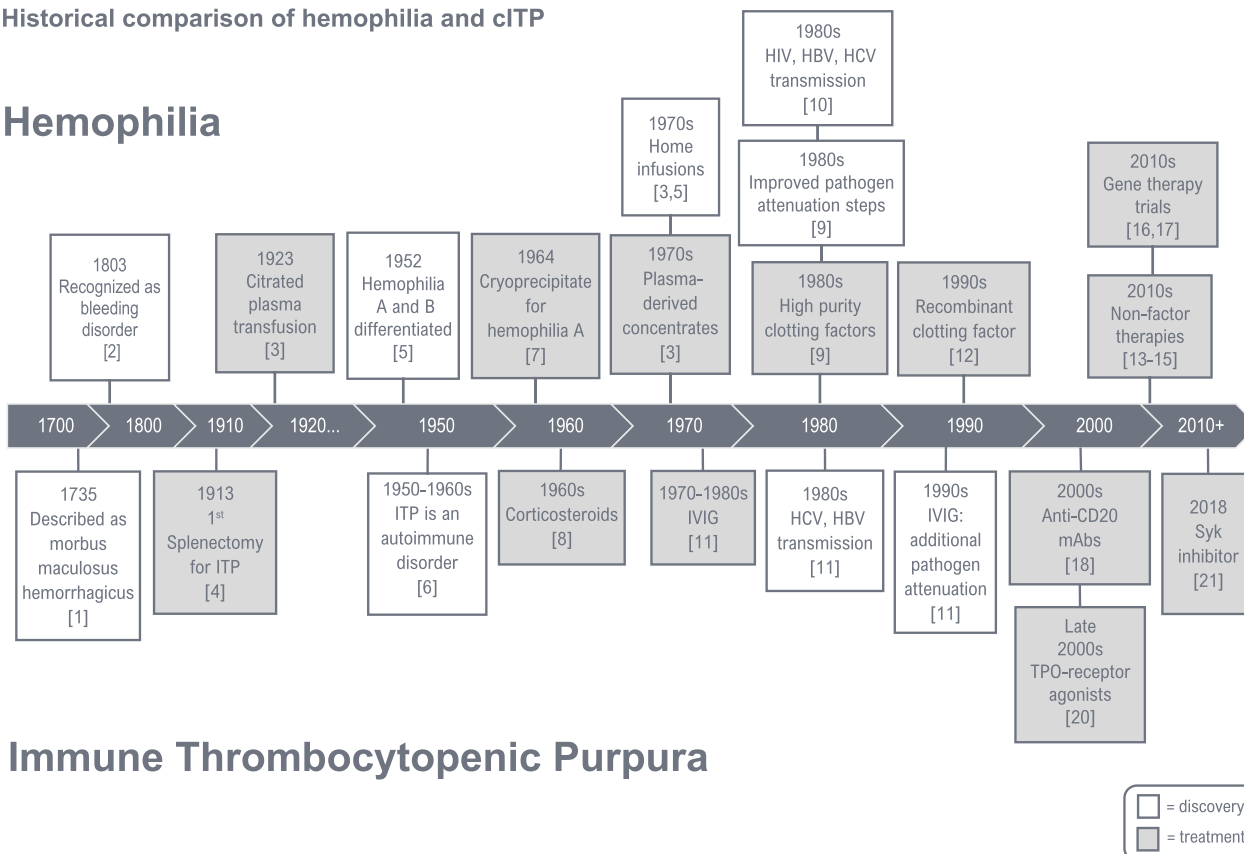 Historical comparison of hemophilia and cITP
Hemophilia
1980s
HIV, HBV, HCV
transmission
[10]
1970s
Home
infusions
[3,5]
1980s
Improved pathogen
attenuation steps
[9]
2010s
Gene therapy
trials
[16,17]
1803
Recognized as
bleeding
disorder
[2]
1923
Citrated
plasma
transfusion
[3]
1952
Hemophilia
A and B
differentiated
[5]
1964
Cryoprecipitate
for
hemophilia A
[7]
1970s
Plasma-
derived
concentrates
[3]
1980s
High purity
clotting factors
[9]
1990s
Recombinant
clotting factor
[12]
2010s
Non-factor
therapies
[13-15]
1700 1800 1910 1920... 1950 1960 1970 1980 1990 2000 2010+
1735
Described as
morbus
maculosus
hemorrhagicus
[1]
1913
1st
Splenectomy
for ITP
[4]
1950-1960s
ITP is an
autoimmune
disorder
[6]
1960s
Corticosteroids
[8]
1970-1980s
IVIG
[11]
1980s
HCV, HBV
transmission
[11]
1990s
IVIG:
additional
pathogen
attenuation
[11]
2000s
Anti-CD20
mAbs
[18]
Late
2000s
TPO-receptor
agonists
[20]
2018
Syk
inhibitor
[21]
Immune Thrombocytopenic Purpura
= discovery
= treatment